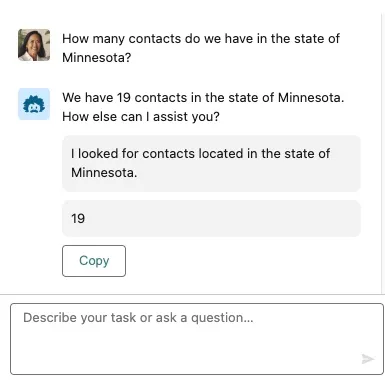 How many contacts do we have in the state of
Minnesota?
We have 19 contacts in the state of Minnesota.
How else can I assist you?
I looked for contacts located in the state of
Minnesota.
19
Copy
Describe your task or ask a question...